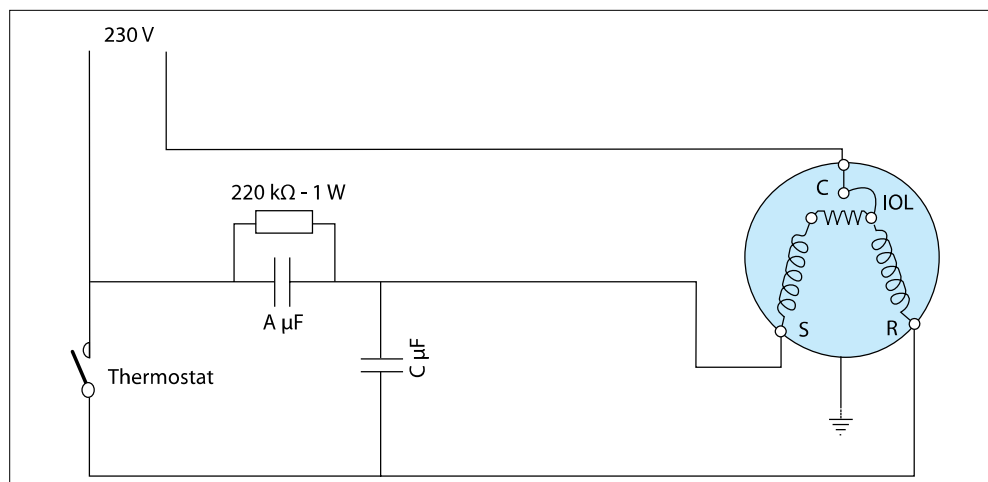 230 V
220 kΩ - 1 W
C
IOL
A µF
S
R
C µF
Thermostat